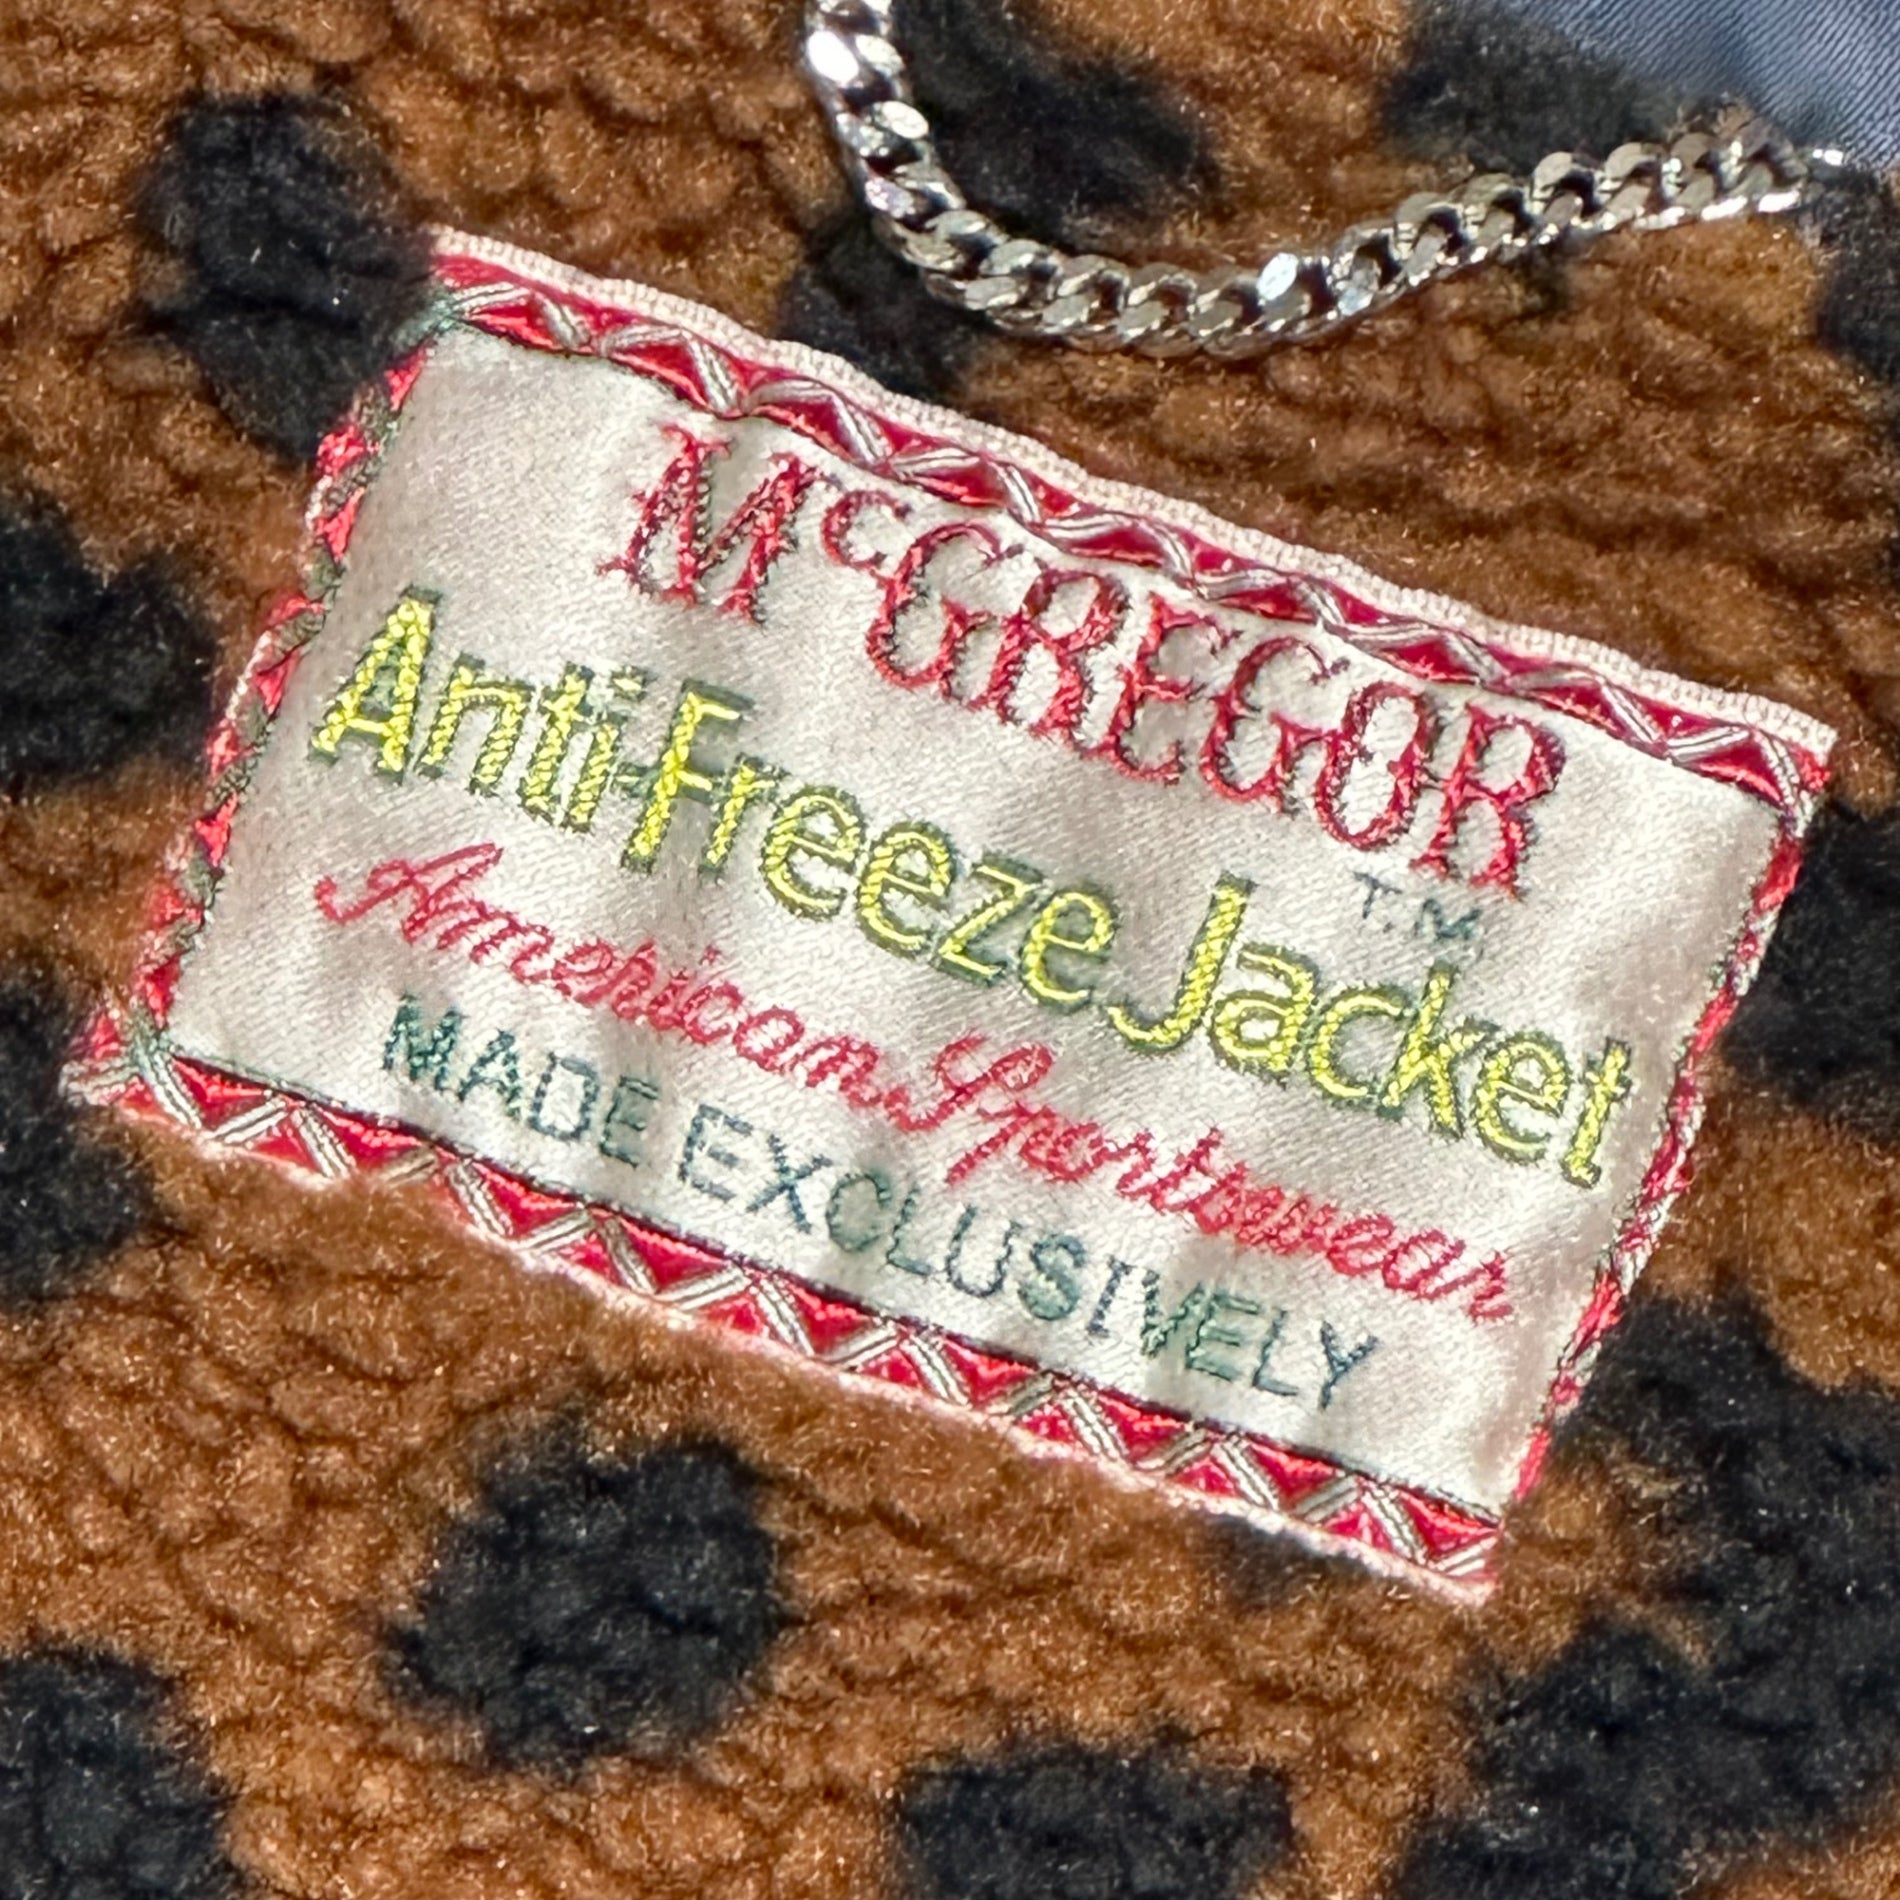 McGREGOR
T.M
Anti-Freeze Jacket
American Sportswear
MADE EXCLUSIVELY